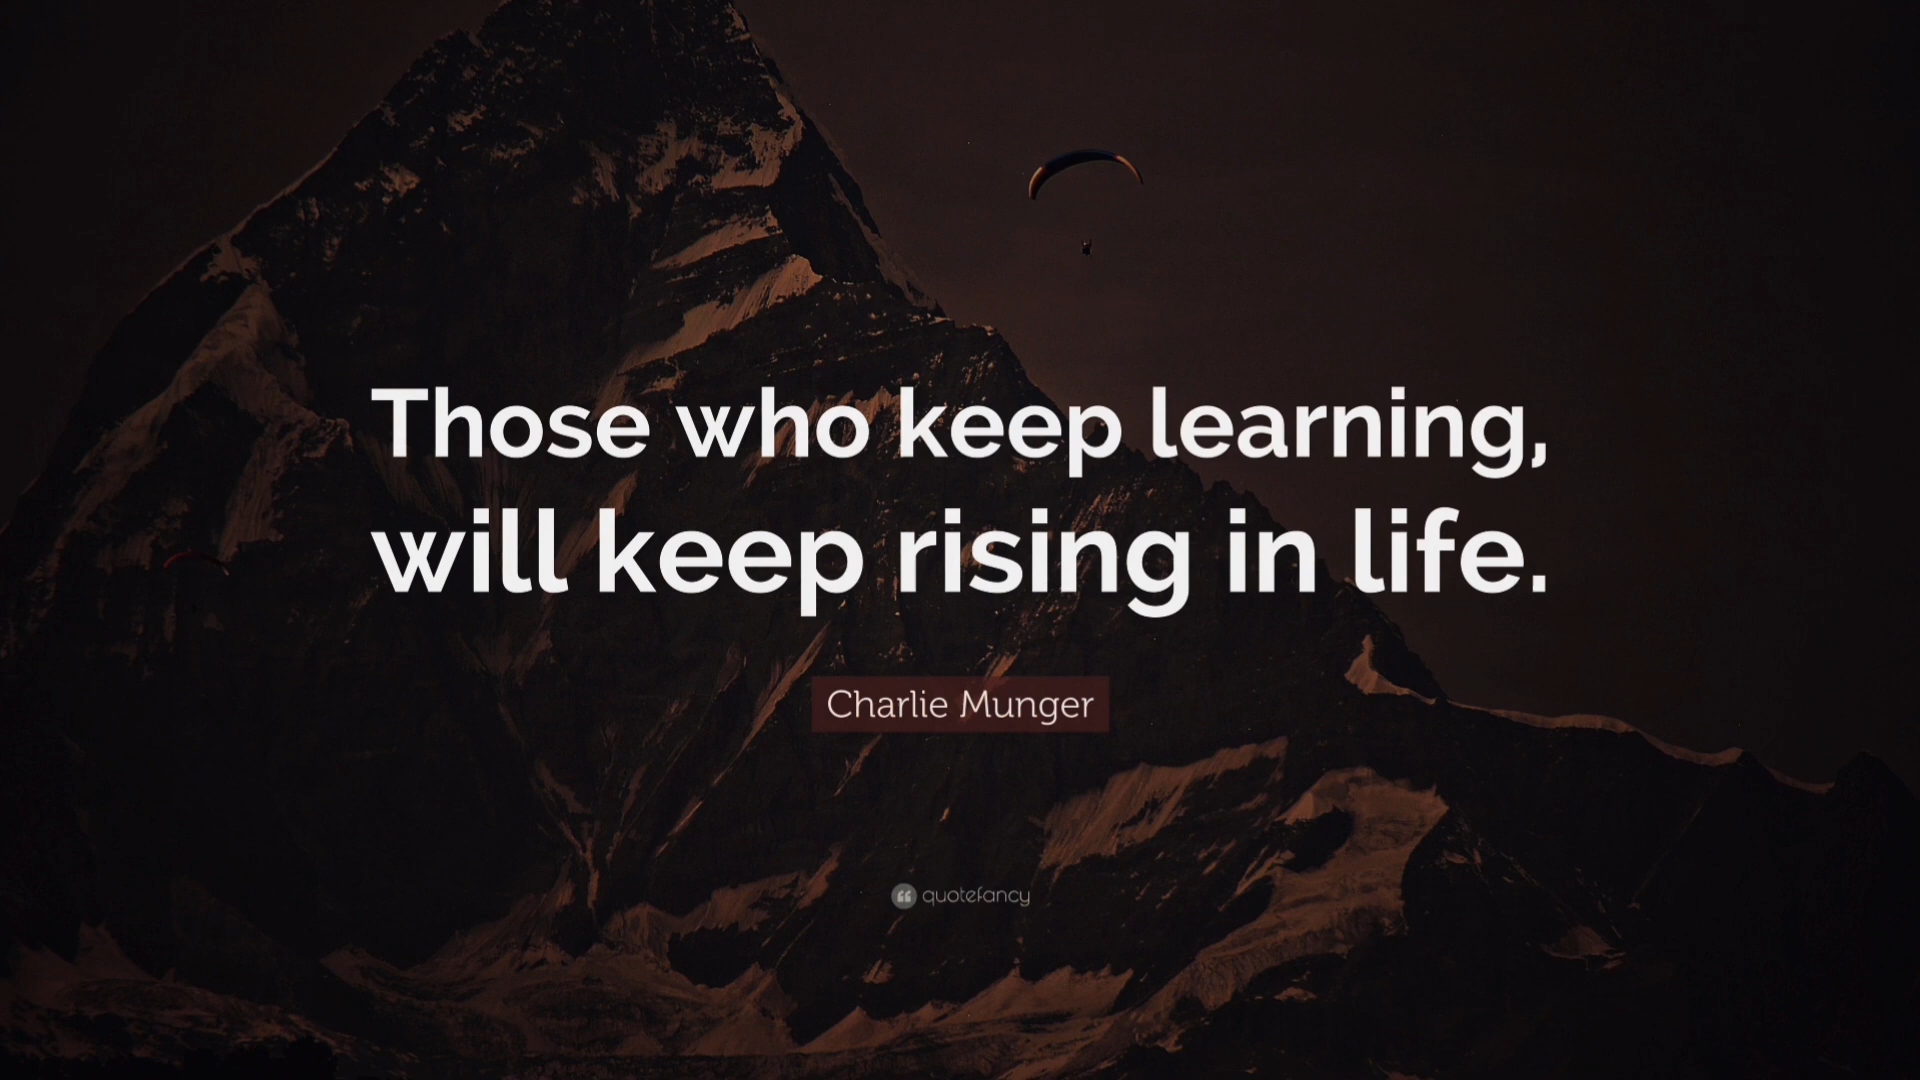 Those who keep learning,
will keep rising in life.
Charlie Munger
quotefancy